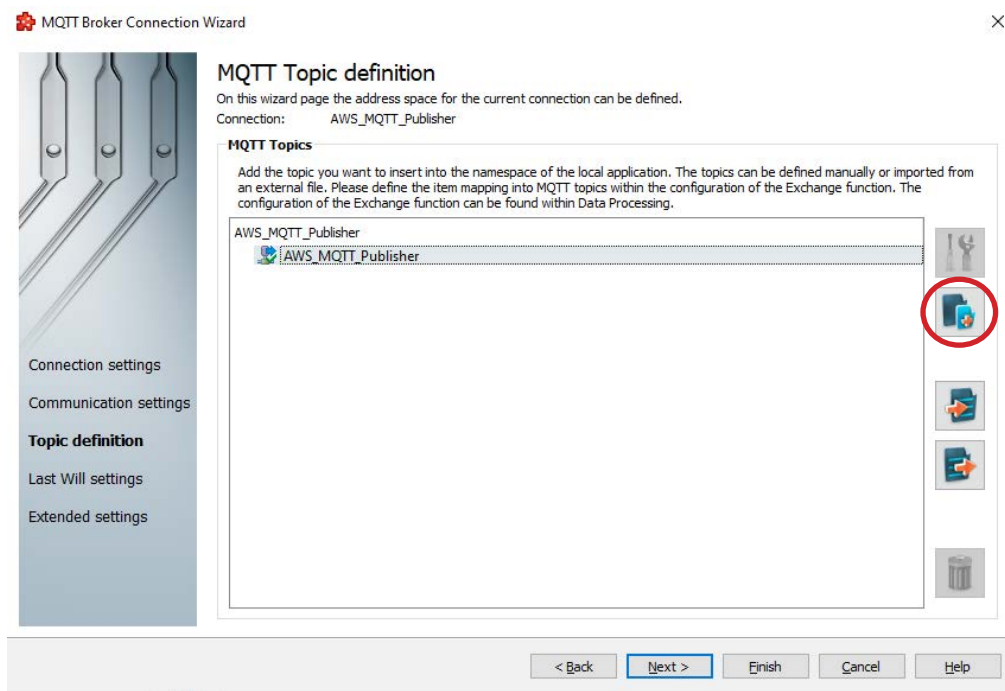 MQTT Broker Connection Wizard
MQTT Topic definition
On this wizard page the address space for the current connection can be defined.
Connection: AWS_MQTT_Publisher
MQTT Topics
Add the topic you want to insert into the namespace of the local application. The topics can be defined manually or imported from
an external file. Please define the item mapping into MQTT topics within the configuration of the Exchange function. The
configuration of the Exchange function can be found within Data Processing.
AWS_MQTT_Publisher
AWS_MQTT_Publisher
Connection settings
Communication settings
Topic definition
Last Will settings
Extended settings
< Back Next > Finish Cancel Help